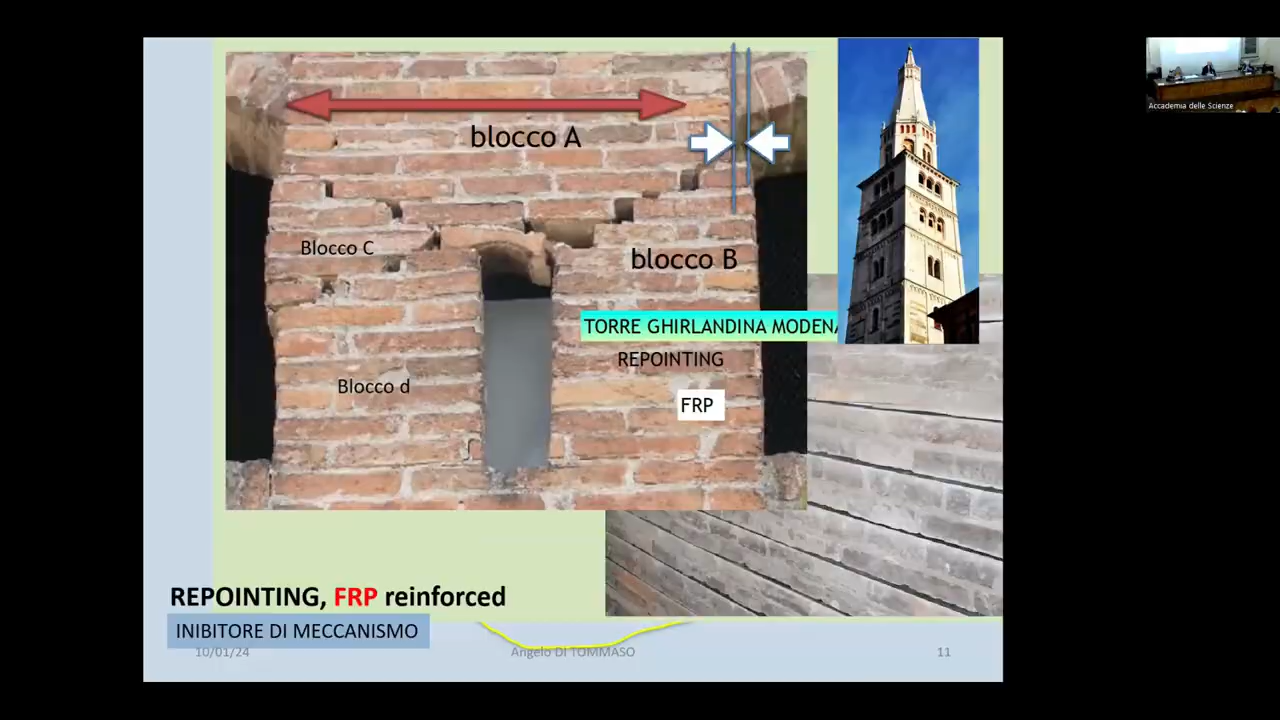 blocco A
Accademia delle Scienze
Blocco C
blocco B
TORRE GHIRLANDINA MODENA
REPOINTING
Blocco d
FRP
REPOINTING, FRP reinforced
INIBITORE DI MECCANISMO
10/01/24
Angelo DI TOMMASO
11